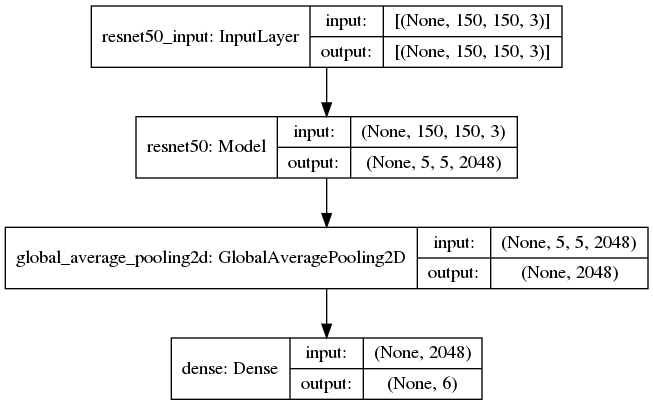 resnet50_input: InputLayer
input: [(None, 150, 150, 3)]
output: [(None, 150, 150, 3)]
resnet50: Model
input: (None, 150, 150, 3)
output: (None, 5, 5, 2048)
global_average_pooling2d: GlobalAveragePooling2D
input: (None, 5, 5, 2048)
output: (None, 2048)
dense: Dense
input: (None, 2048)
output: (None, 6)